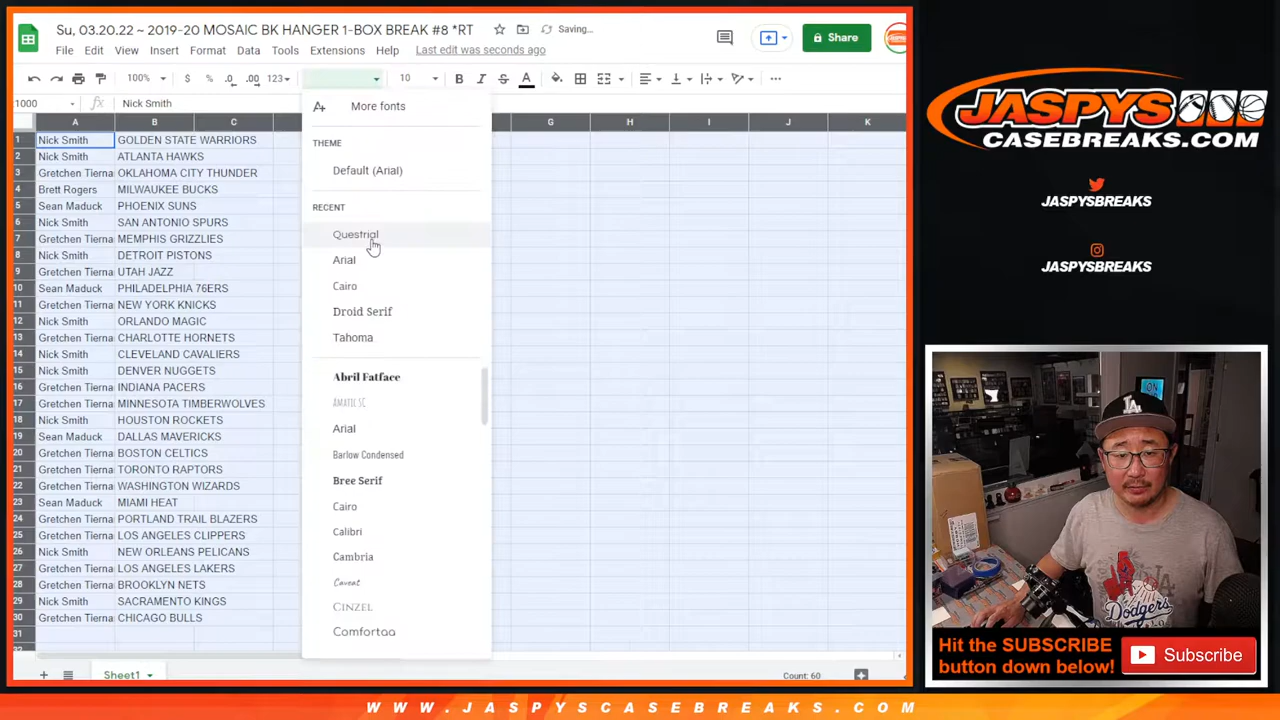 Su, 03.20.22 ~ 2019-20 MOSAIC BK HANGER 1-BOX BREAK #8 *RT
Saving...
File Edit View Insert Format Data Tools Extensions Help Last edit was seconds ago
Share
100% $ % .0 .00 123 10 B I S A
1000 fx Nick Smith
A B C G H I J K
1 Nick Smith GOLDEN STATE WARRIORS
2 Nick Smith ATLANTA HAWKS
3 Gretchen Tierna OKLAHOMA CITY THUNDER
4 Brett Rogers MILWAUKEE BUCKS
5 Sean Maduck PHOENIX SUNS
6 Nick Smith SAN ANTONIO SPURS
7 Gretchen Tierna MEMPHIS GRIZZLIES
8 Nick Smith DETROIT PISTONS
9 Gretchen Tierna UTAH JAZZ
10 Sean Maduck PHILADELPHIA 76ERS
11 Gretchen Tierna NEW YORK KNICKS
12 Nick Smith ORLANDO MAGIC
13 Gretchen Tierna CHARLOTTE HORNETS
14 Nick Smith CLEVELAND CAVALIERS
15 Nick Smith DENVER NUGGETS
16 Gretchen Tierna INDIANA PACERS
17 Gretchen Tierna MINNESOTA TIMBERWOLVES
18 Nick Smith HOUSTON ROCKETS
19 Sean Maduck DALLAS MAVERICKS
20 Gretchen Tierna BOSTON CELTICS
21 Gretchen Tierna TORONTO RAPTORS
22 Gretchen Tierna WASHINGTON WIZARDS
23 Sean Maduck MIAMI HEAT
24 Gretchen Tierna PORTLAND TRAIL BLAZERS
25 Gretchen Tierna LOS ANGELES CLIPPERS
26 Nick Smith NEW ORLEANS PELICANS
27 Gretchen Tierna LOS ANGELES LAKERS
28 Gretchen Tierna BROOKLYN NETS
29 Nick Smith SACRAMENTO KINGS
30 Gretchen Tierna CHICAGO BULLS
31
More fonts
THEME
Default (Arial)
RECENT
Questrial
Arial
Cairo
Droid Serif
Tahoma
Abril Fatface
AMATIC SC
Arial
Barlow Condensed
Bree Serif
Cairo
Calibri
Cambria
Caveat
CINZEL
Comfortaa
Sheet1
Count: 60
JASPYS
CASEBREAKS.COM
JASPYSBREAKS
JASPYSBREAKS
ON
LA
Dodgers
Hit the SUBSCRIBE
button down below!
Subscribe
WWW.JASPYSCASEBREAKS.COM